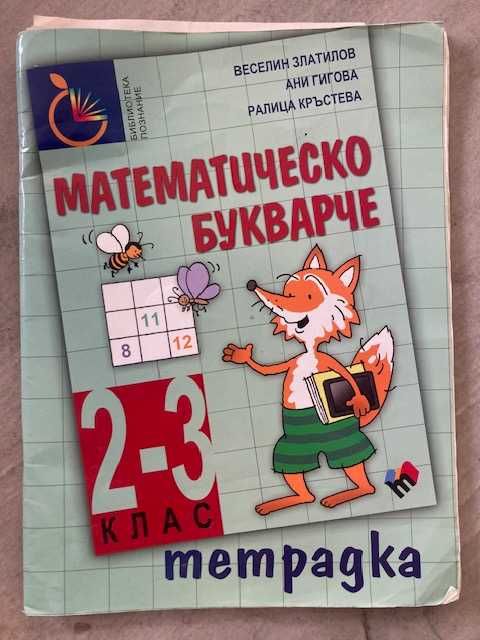 ВЕСЕЛИН ЗЛАТИЛОВ
АНИ ГИГОВА
РАЛИЦА КРЪСТЕВА
БИБЛИОТЕКА
ПОЗНАНИЕ
МАТЕМАТИЧЕСКО
БУКВАРЧЕ
11
8 12
2-3
КЛАС
тетрадка